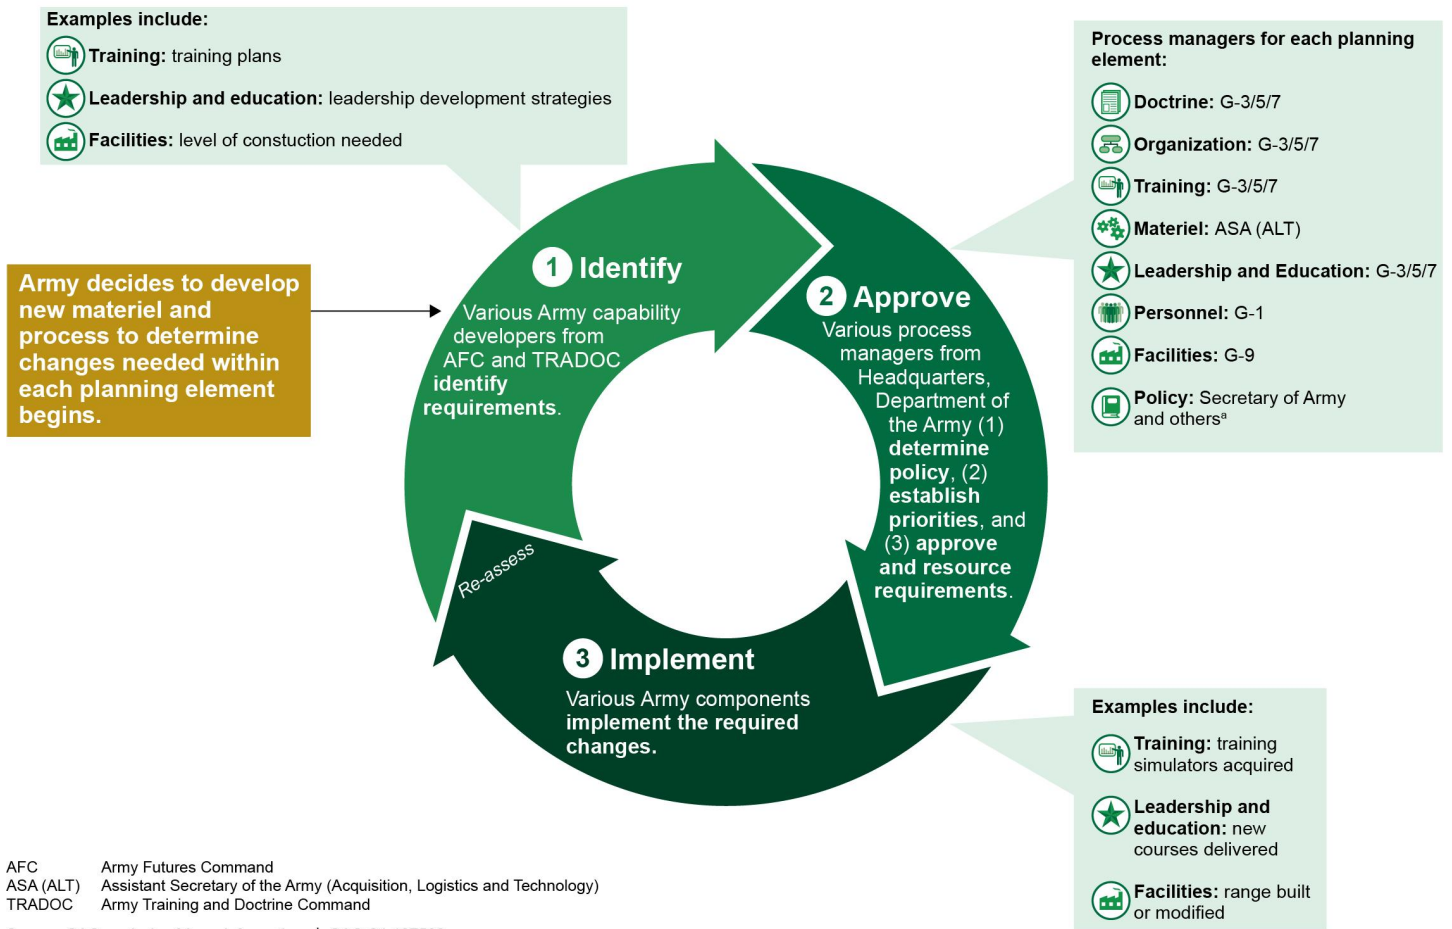 Examples include:
Training: training plans
Leadership and education: leadership development strategies
Facilities: level of constuction needed
Army decides to develop
new materiel and
process to determine
changes needed within
each planning element
begins.
1 Identify
Various Army capability
developers from
AFC and TRADOC
identify
requirements.
2 Approve
Various process
managers from
Headquarters,
Department of
the Army (1)
determine
policy, (2)
establish
priorities, and
(3) approve
and resource
requirements.
Process managers for each planning
element:
Doctrine: G-3/5/7
Organization: G-3/5/7
Training: G-3/5/7
Materiel: ASA (ALT)
Leadership and Education: G-3/5/7
Personnel: G-1
Facilities: G-9
Policy: Secretary of Army
and othersª
Re-assess
3 Implement
Various Army components
implement the required
changes.
Examples include:
Training: training
simulators acquired
Leadership and
education: new
courses delivered
Facilities: range built
or modified
AFC Army Futures Command
ASA (ALT) Assistant Secretary of the Army (Acquisition, Logistics and Technology)
TRADOC Army Training and Doctrine Command